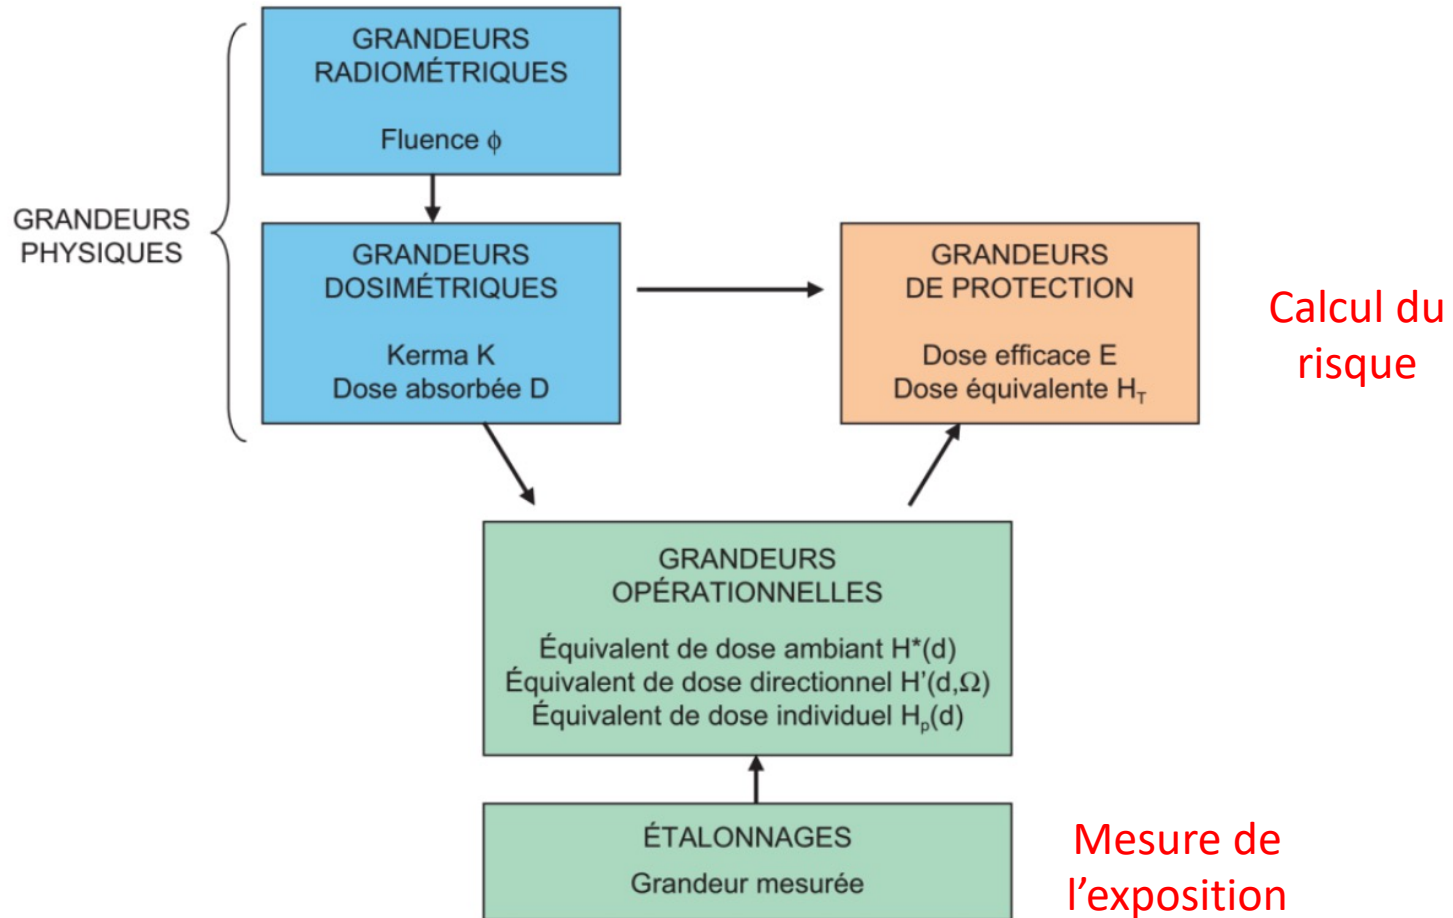 GRANDEURS
RADIOMÉTRIQUES
Fluence ϕ
GRANDEURS
PHYSIQUES
GRANDEURS
DOSIMÉTRIQUES
Kerma K
Dose absorbée D
GRANDEURS
DE PROTECTION
Dose efficace E
Dose équivalente H_T
Calcul du
risque
GRANDEURS
OPÉRATIONNELLES
Équivalent de dose ambiant H*(d)
Équivalent de dose directionnel H’(d,Ω)
Équivalent de dose individuel H_p(d)
ÉTALONNAGES
Grandeur mesurée
Mesure de
l’exposition